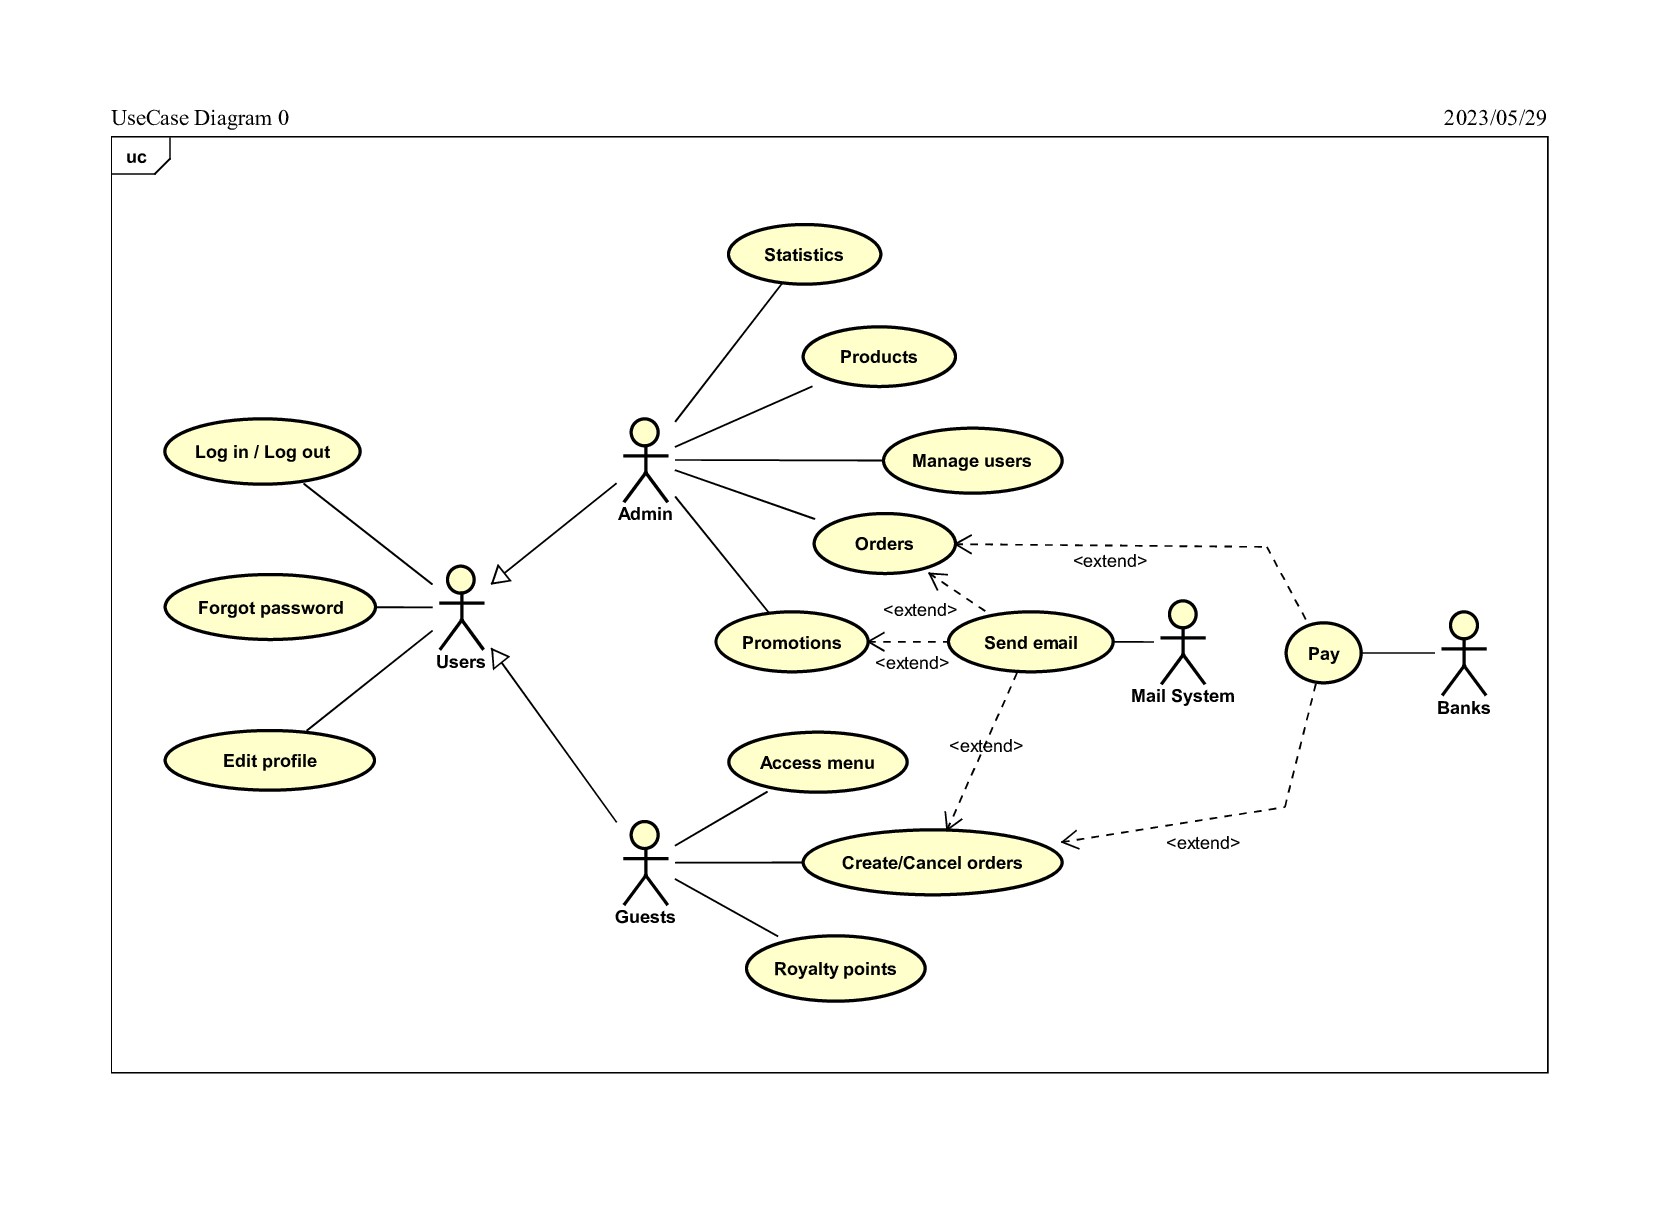 UseCase Diagram 0
2023/05/29
uc
Statistics
Products
Log in / Log out
Manage users
Admin
Orders
<extend>
Forgot password
<extend>
Promotions
Send email
Pay
Users
<extend>
Mail System
Banks
<extend>
Edit profile
Access menu
<extend>
Create/Cancel orders
Guests
Royalty points